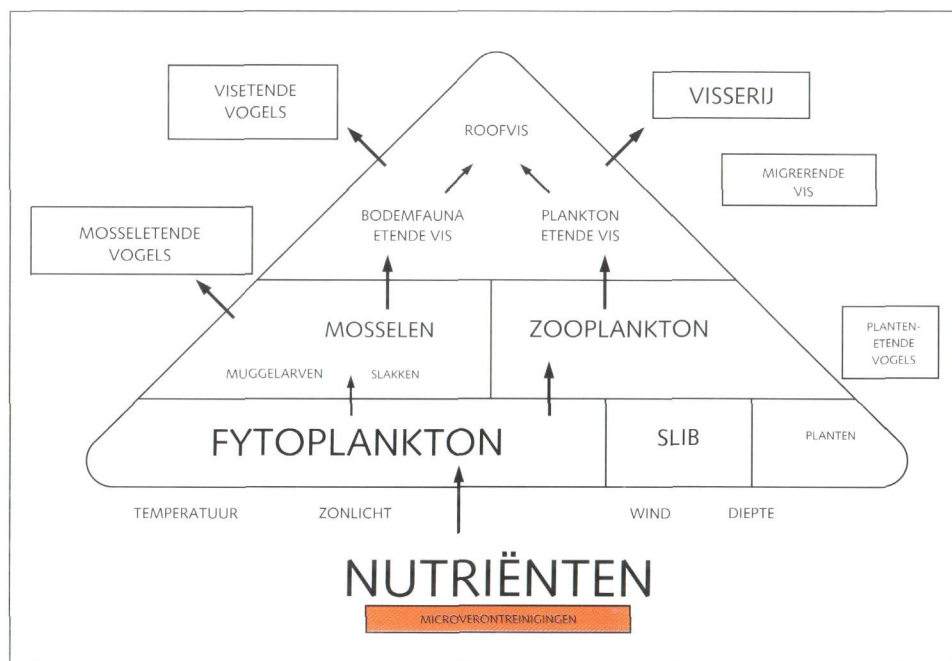 VISETENDE
VOGELS
VISSERIJ
ROOFVIS
MIGRERENDE
VIS
MOSSELETENDE
VOGELS
BODEMFAUNA
ETENDE VIS
PLANKTON
ETENDE VIS
MOSSELEN
ZOOPLANKTON
PLANTEN-
ETENDE
VOGELS
MUGGELARVEN
SLAKKEN
FYTOPLANKTON
SLIB
PLANTEN
TEMPERATUUR
ZONLICHT
WIND
DIEPTE
NUTRIËNTEN
MICROVERONTREINIGINGEN